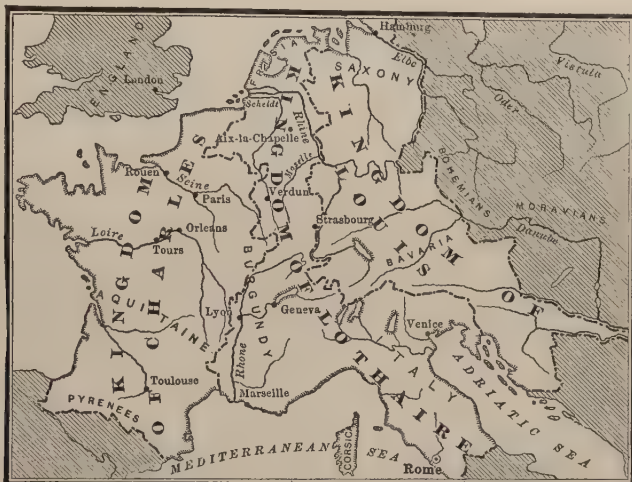 Hamburg
ENGLAND
London
FRISIA
SAXONY
Elbe
Vistula
Oder
Scheldt
Rhine
Aix-la-Chapelle
Moselle
Rouen
Seine
Paris
Verdun
Strasbourg
BOHEMIANS
MORAVIANS
Danube
Loire
Orleans
Tours
BAVARIA
KINGDOM OF CHARLES
KINGDOM OF LOTHAIRE
KINGDOM OF LOUIS
AQUITAINE
BURGUNDY
Lyon
Geneva
Venice
Rhone
ITALY
Toulouse
Marseille
PYRENEES
ADRIATIC SEA
CORSICA
MEDITERRANEAN SEA
Rome